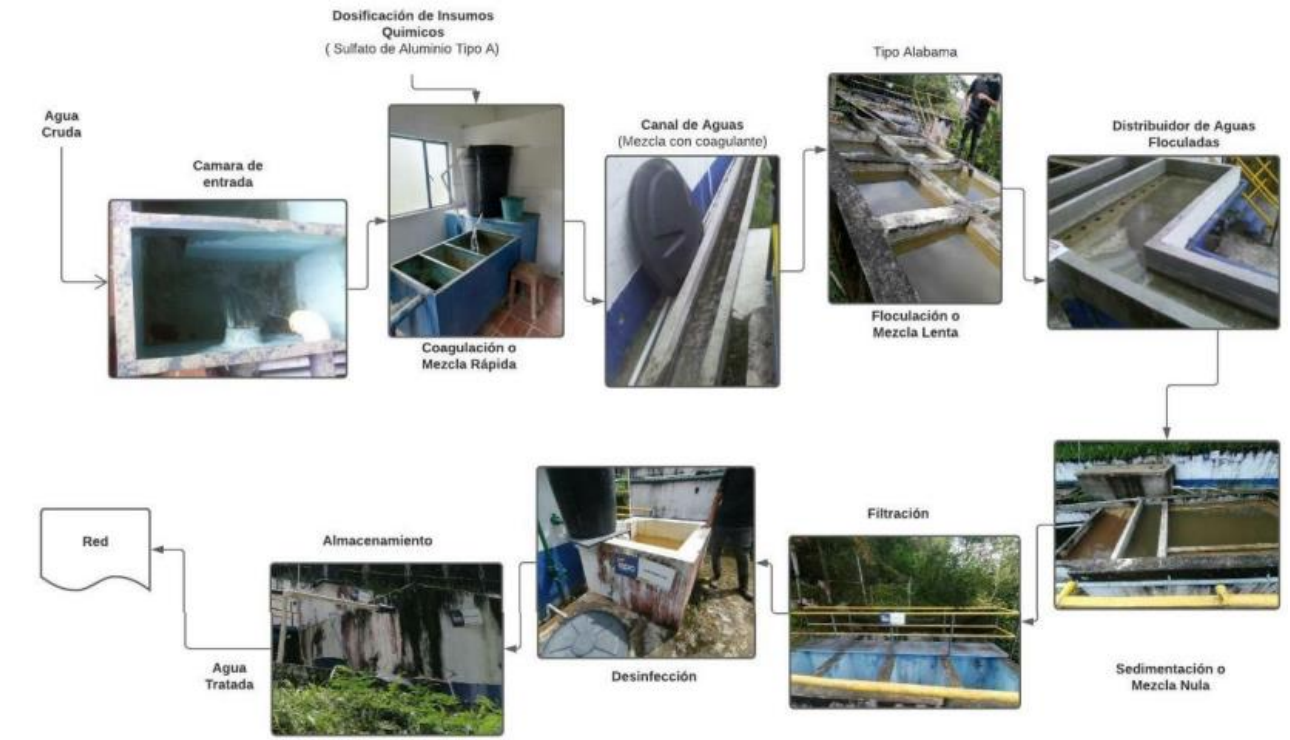 Dosificación de Insumos
Quimicos
( Sulfato de Aluminio Tipo A)
Agua
Cruda
Camara de
entrada
Coagulación o
Mezcla Rápida
Canal de Aguas
(Mezcla con coagulante)
Tipo Alabama
Floculación o
Mezcla Lenta
Distribuidor de Aguas
Floculadas
Sedimentación o
Mezcla Nula
Filtración
Desinfección
Almacenamiento
Agua
Tratada
Red